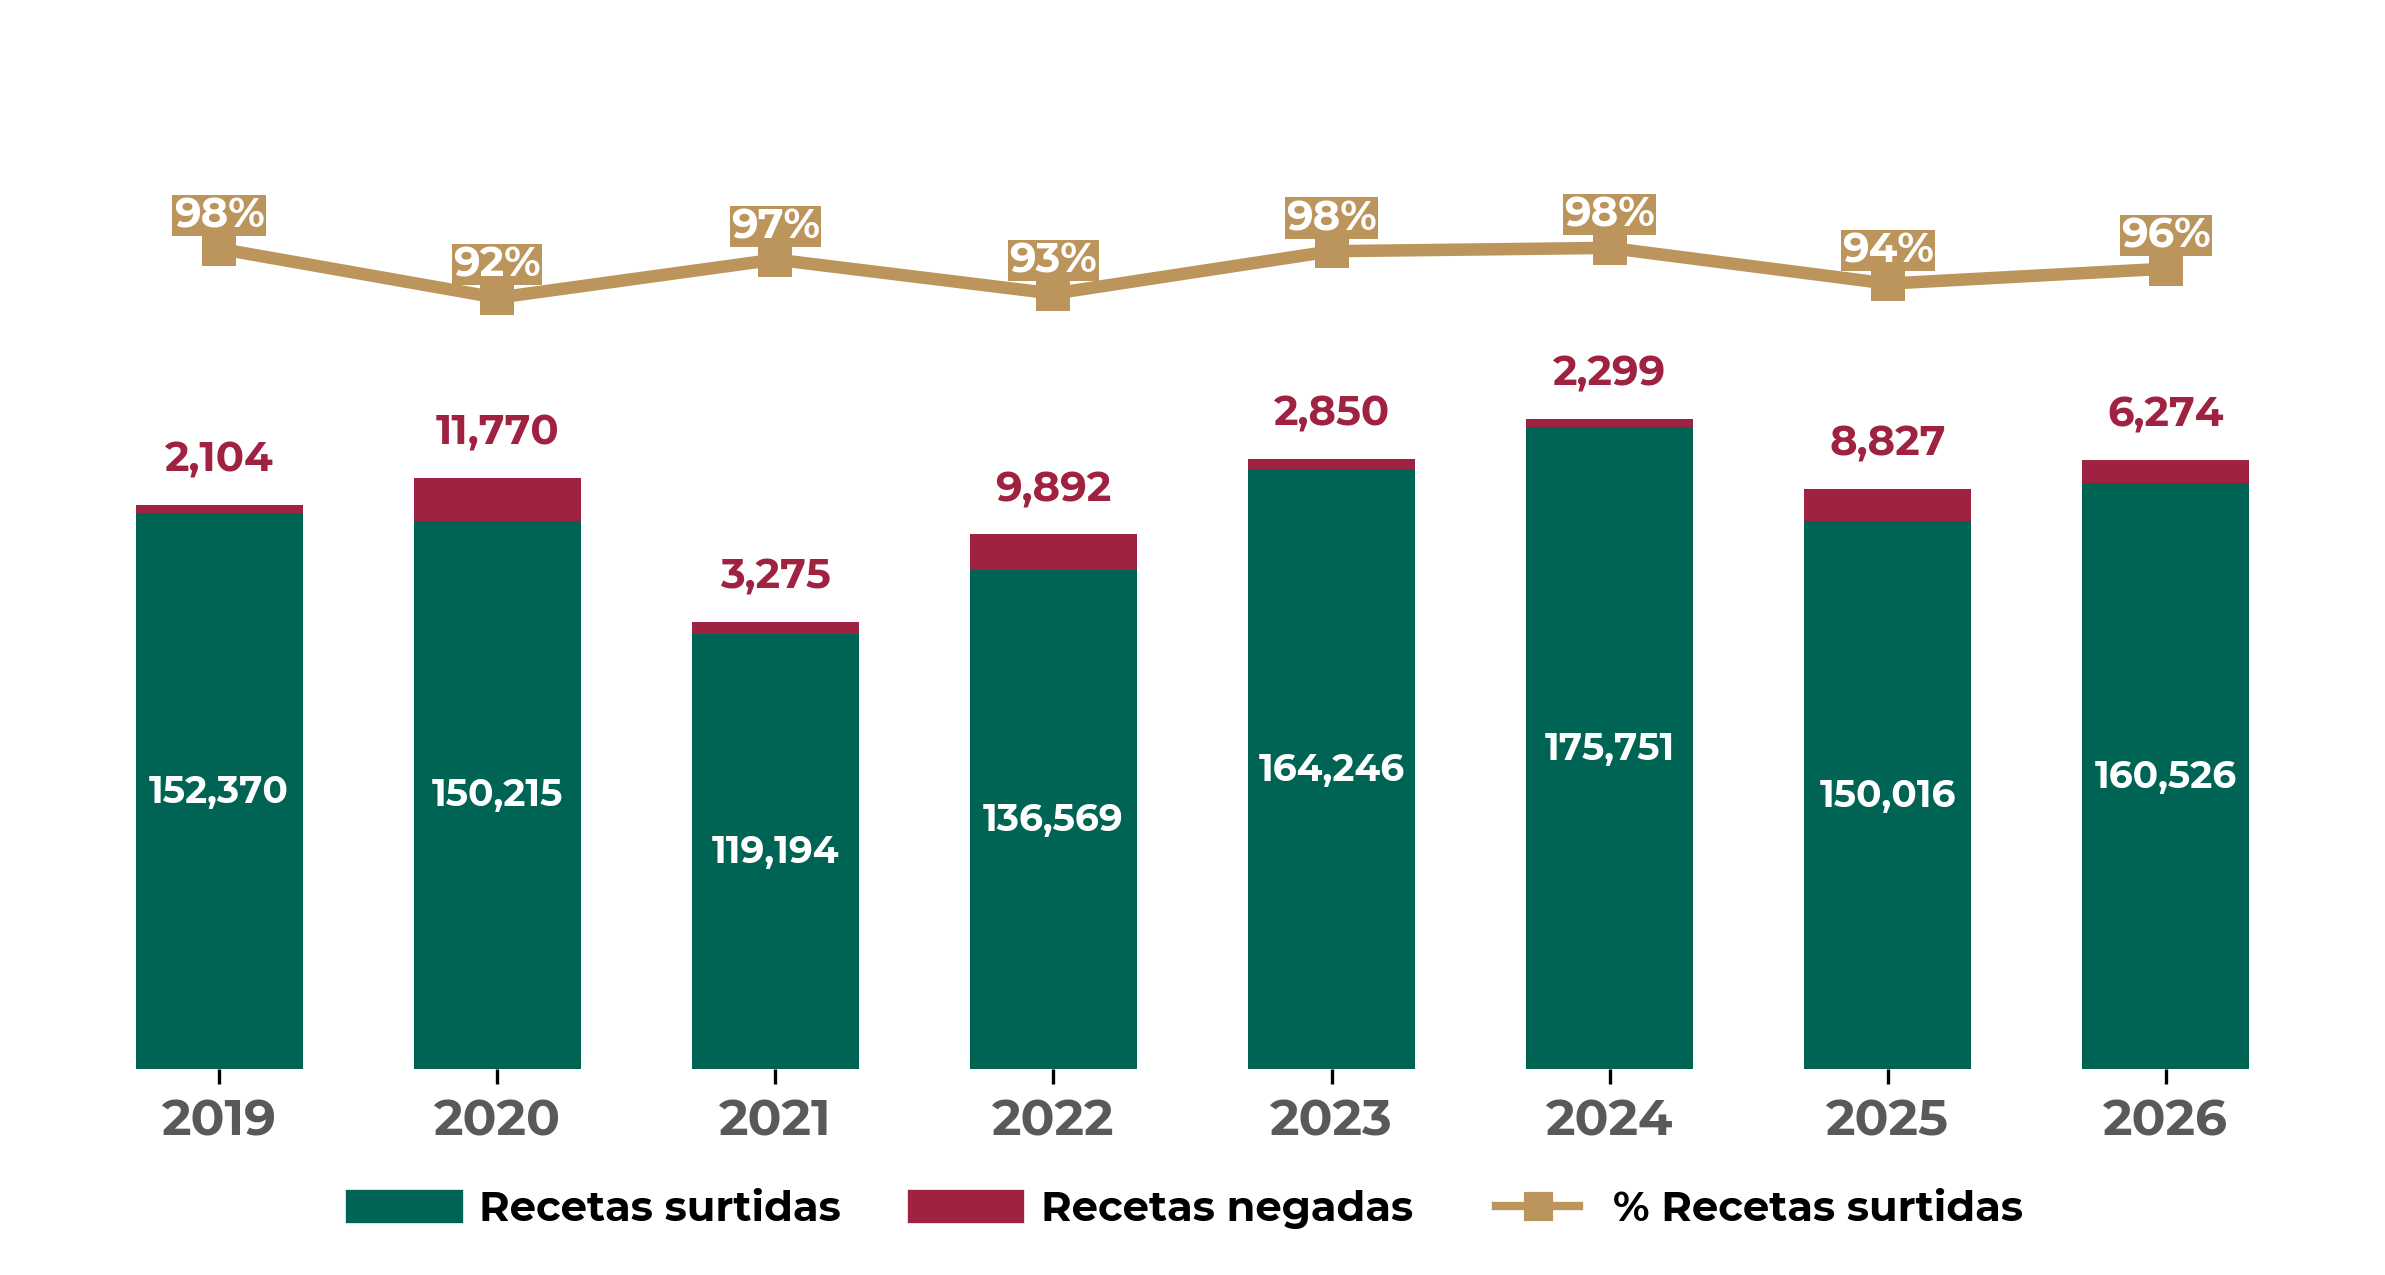 98% 92% 97% 93% 98% 98% 94% 96%
2,104 11,770 3,275 9,892 2,850 2,299 8,827 6,274
152,370 150,215 119,194 136,569 164,246 175,751 150,016 160,526
2019 2020 2021 2022 2023 2024 2025 2026
Recetas surtidas Recetas negadas % Recetas surtidas